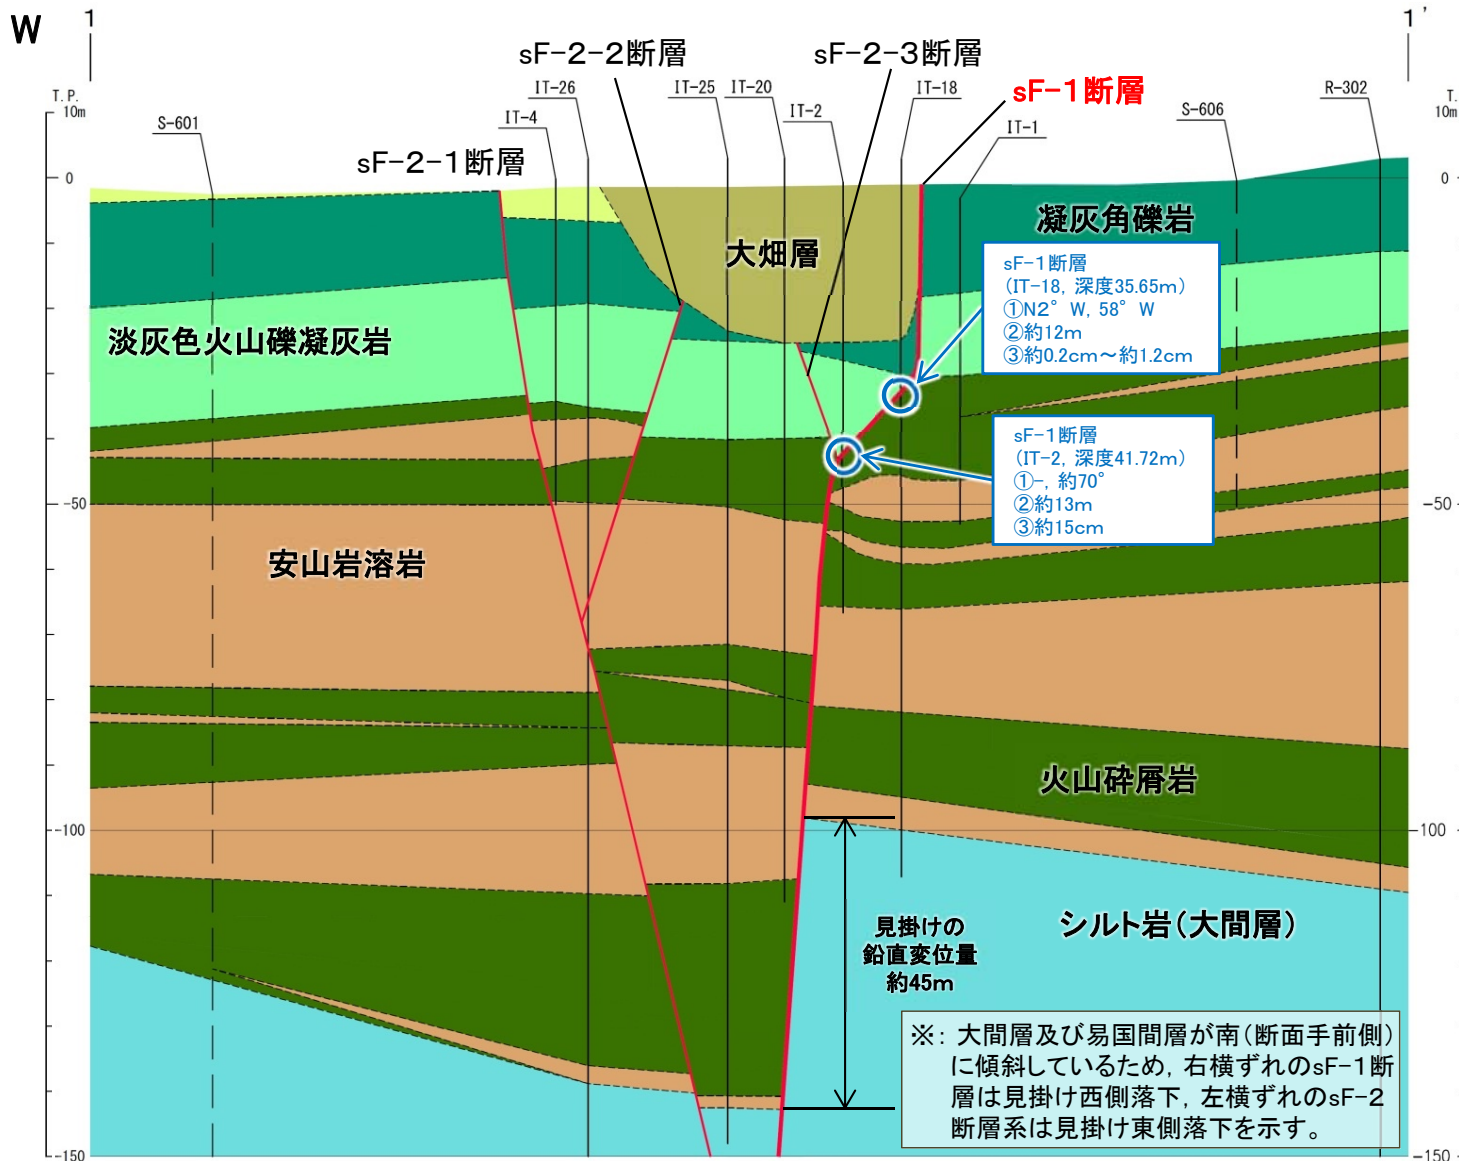 W
1
1'
sF-2-2断層
sF-2-3断層
sF-1断層
T.P.
10m
S-601
IT-4
IT-26
IT-25
IT-20
IT-2
IT-18
IT-1
S-606
R-302
T.
10m
sF-2-1断層
0
0
凝灰角礫岩
大畑層
sF-1断層
(IT-18, 深度35.65m)
①N2°W, 58°W
②約12m
③約0.2cm~約1.2cm
淡灰色火山礫凝灰岩
sF-1断層
(IT-2, 深度41.72m)
①-, 約70°
②約13m
③約15cm
-50
-50
安山岩溶岩
火山砕屑岩
-100
-100
見掛けの
鉛直変位量
約45m
シルト岩(大間層)
※: 大間層及び易国間層が南(断面手前側)
に傾斜しているため, 右横ずれのsF-1断
層は見掛け西側落下, 左横ずれのsF-2
断層系は見掛け東側落下を示す。
-150
-150